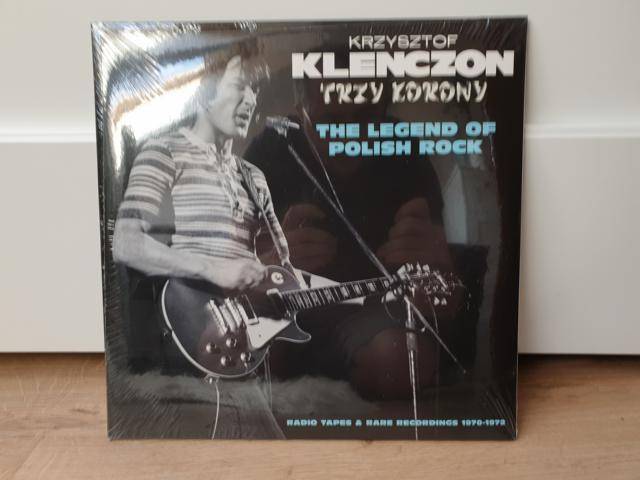 KRZYSZTOF
KLENCZON
TRZY KORONY
THE LEGEND OF
POLISH ROCK
RADIO TAPES & RARE RECORDINGS 1970-1972